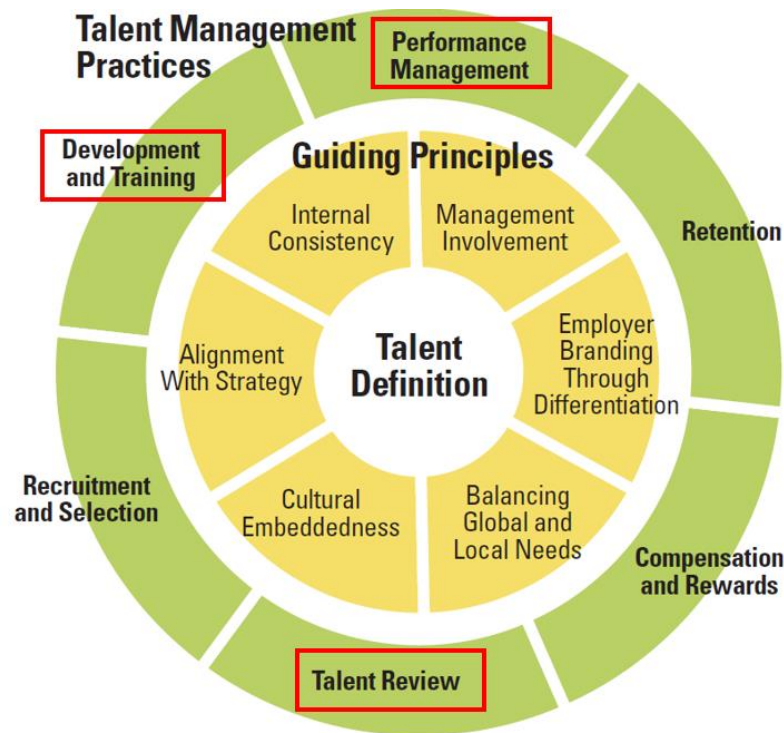 Talent Management
Practices
Performance
Management
Development
and Training
Guiding Principles
Internal
Consistency
Management
Involvement
Retention
Alignment
With Strategy
Talent
Definition
Employer
Branding
Through
Differentiation
Recruitment
and Selection
Cultural
Embeddedness
Balancing
Global and
Local Needs
Compensation
and Rewards
Talent Review